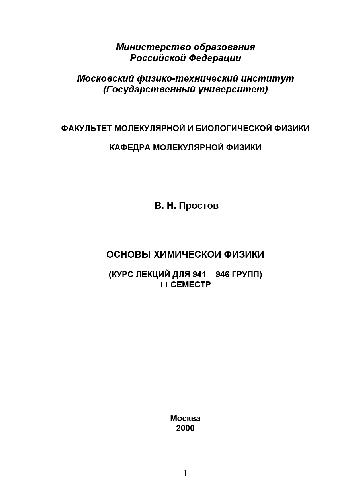 Министерство образования
Российской Федерации
Московский физико-технический институт
(Государственный университет)
ФАКУЛЬТЕТ МОЛЕКУЛЯРНОЙ И БИОЛОГИЧЕСКОЙ ФИЗИКИ
КАФЕДРА МОЛЕКУЛЯРНОЙ ФИЗИКИ
В. Н. Простов
ОСНОВЫ ХИМИЧЕСКОЙ ФИЗИКИ
(КУРС ЛЕКЦИЙ ДЛЯ 941 – 946 ГРУПП)
II СЕМЕСТР
Москва
2000
1